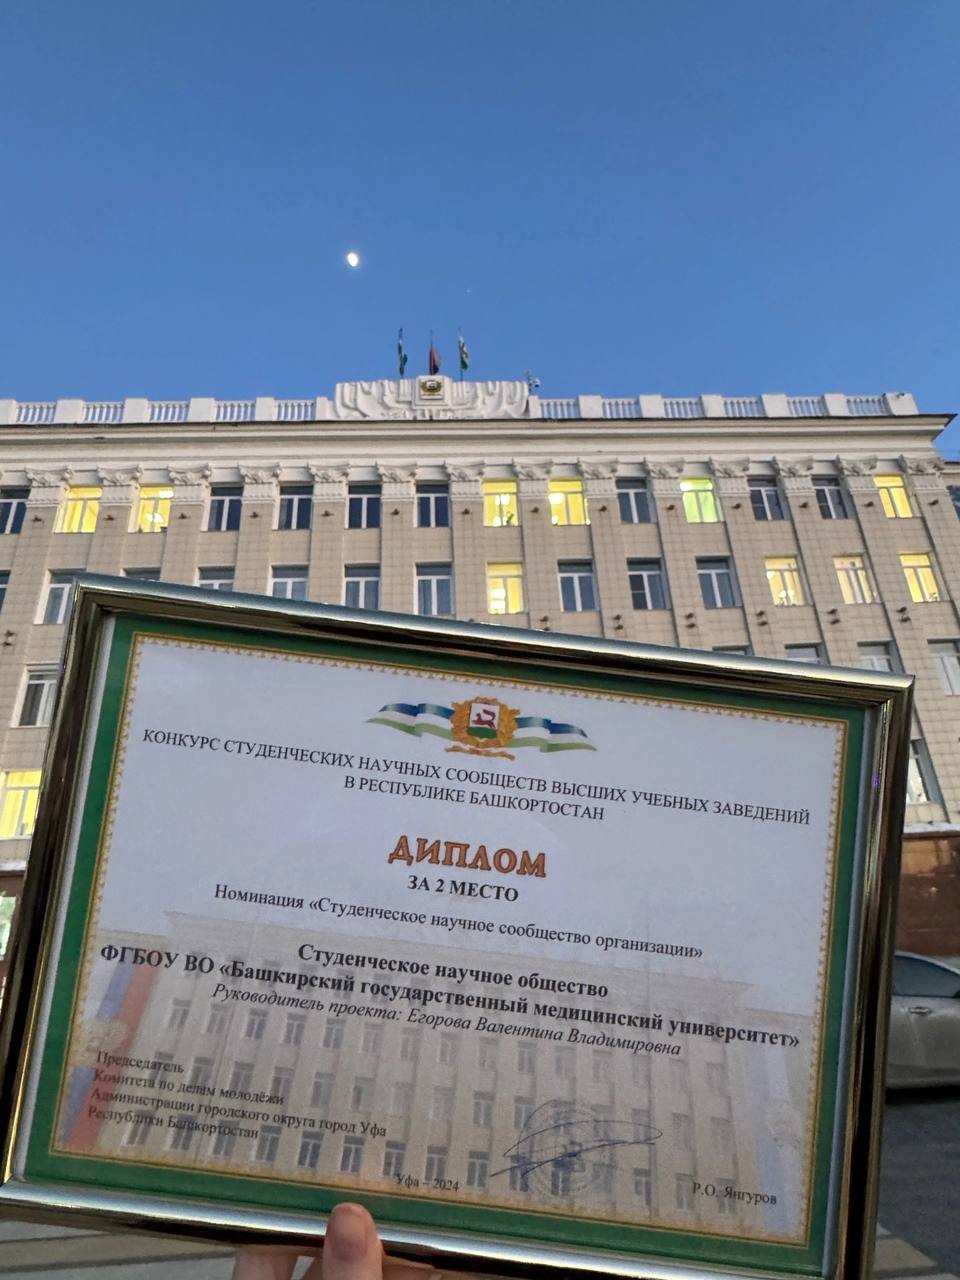 КОНКУРС СТУДЕНЧЕСКИХ НАУЧНЫХ СООБЩЕСТВ ВЫСШИХ УЧЕБНЫХ ЗАВЕДЕНИЙ
В РЕСПУБЛИКЕ БАШКОРТОСТАН
ДИПЛОМ
ЗА 2 МЕСТО
Номинация «Студенческое научное сообщество организации»
Студенческое научное общество
ФГБОУ ВО «Башкирский государственный медицинский университет»
Руководитель проекта: Егорова Валентина Владимировна
Председатель
Комитета по делам молодёжи
Администрации городского округа город Уфа
Республики Башкортостан
Р.О. Янгуров
Уфа – 2024